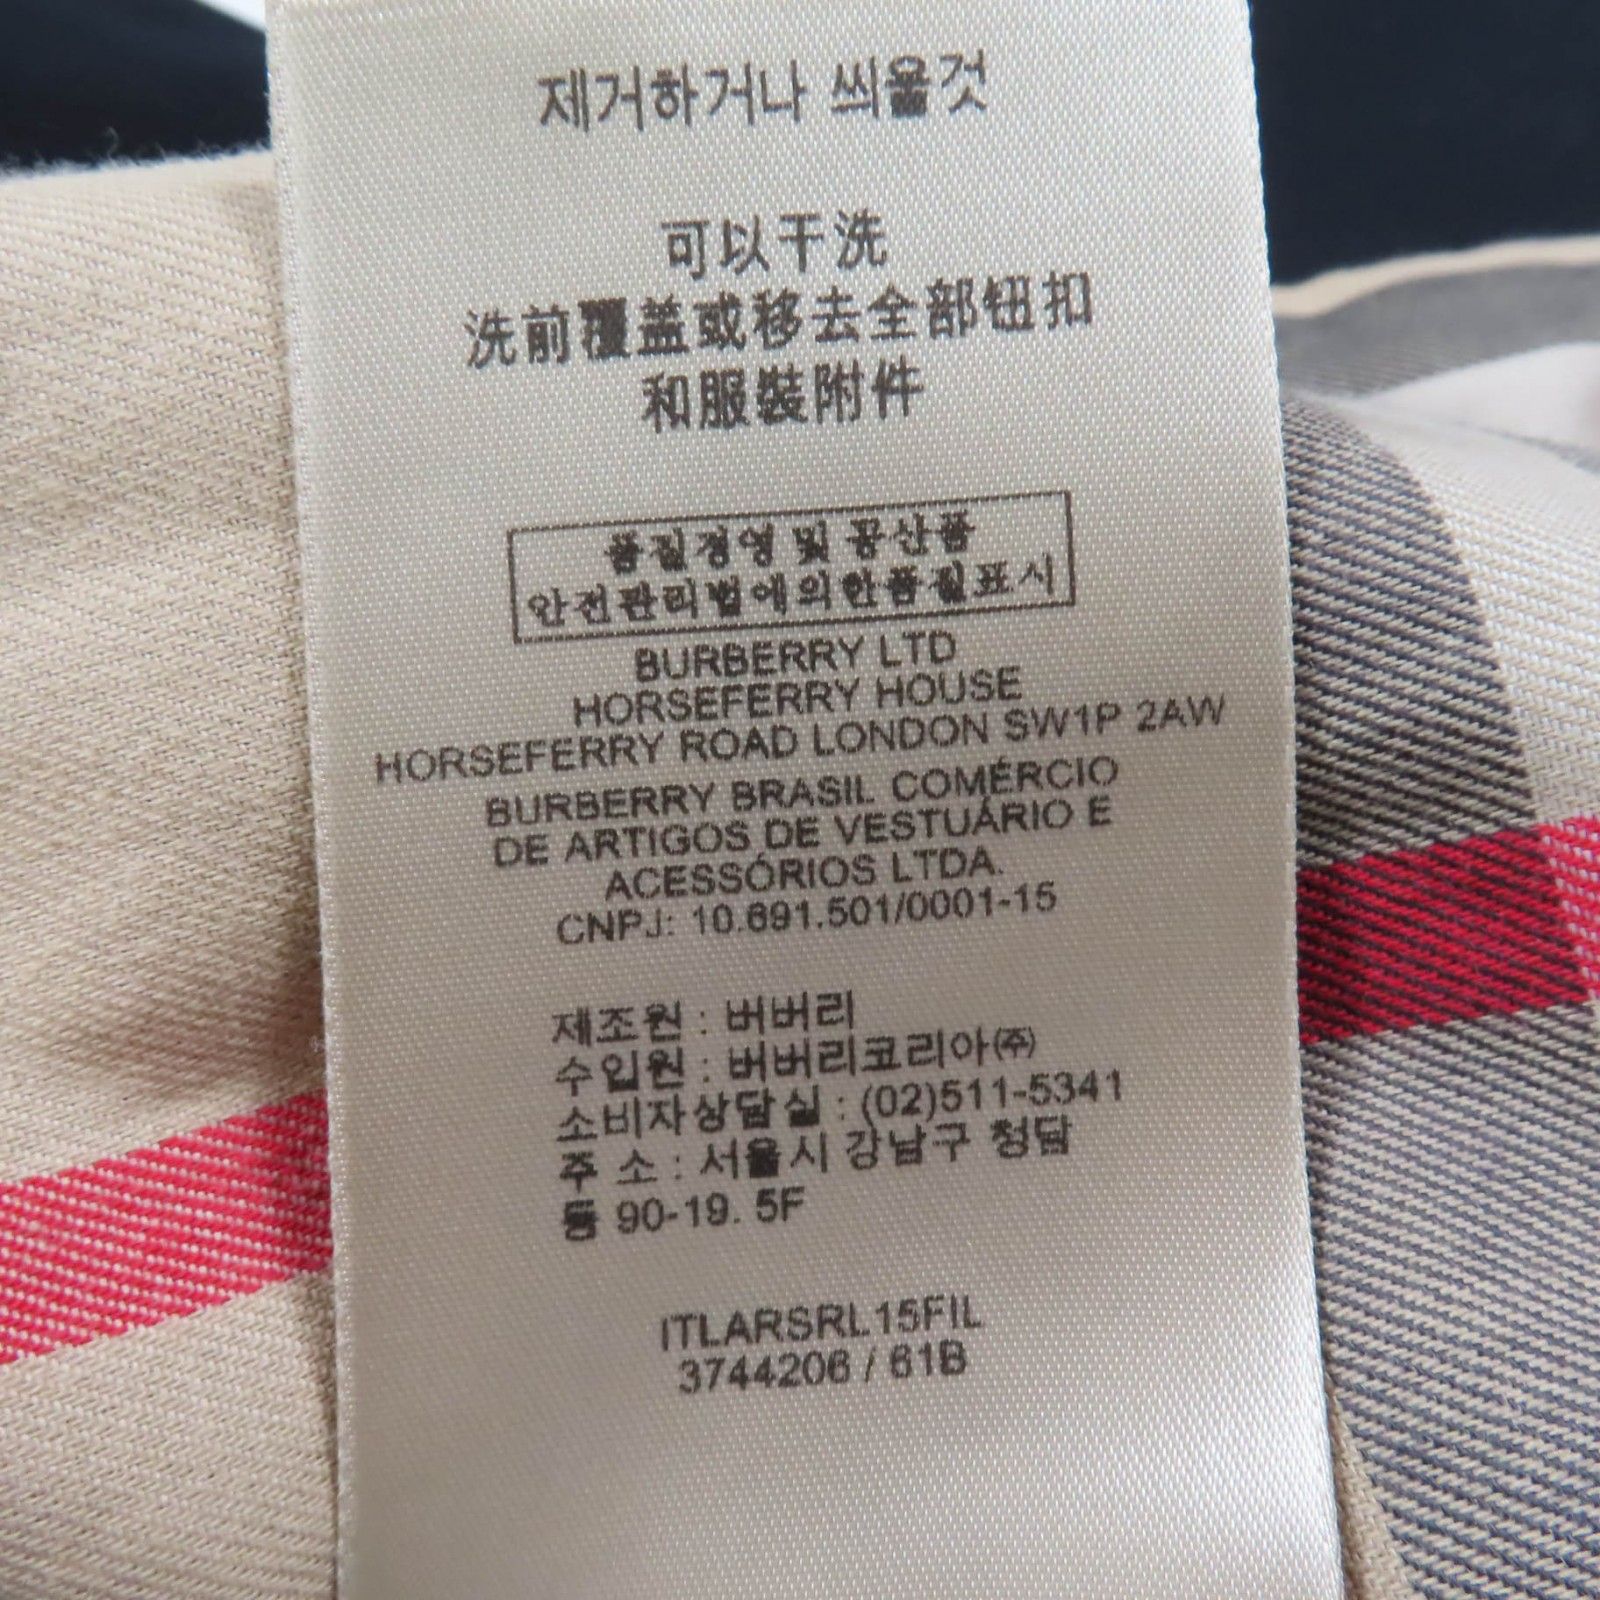 제거하거나 씌울것
可以干洗
洗前覆盖或移去全部钮扣
和服裝附件
품질경영 및 공산품
안전관리법에의한품질표시
BURBERRY LTD
HORSEFERRY HOUSE
HORSEFERRY ROAD LONDON SW1P 2AW
BURBERRY BRASIL COMÉRCIO
DE ARTIGOS DE VESTUÁRIO E
ACESSÓRIOS LTDA.
CNPJ: 10.691.501/0001-15
제조원 : 버버리
수입원 : 버버리코리아㈜
소비자상담실 : (02)511-5341
주 소 : 서울시 강남구 청담
동 90-19. 5F
ITLARSRL15FIL
3744206 / 61B